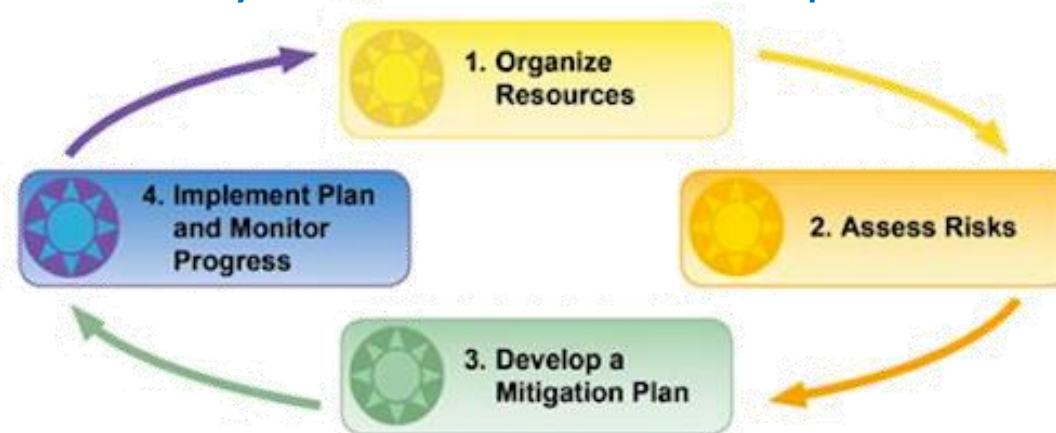 1. Organize
Resources
2. Assess Risks
3. Develop a
Mitigation Plan
4. Implement Plan
and Monitor
Progress